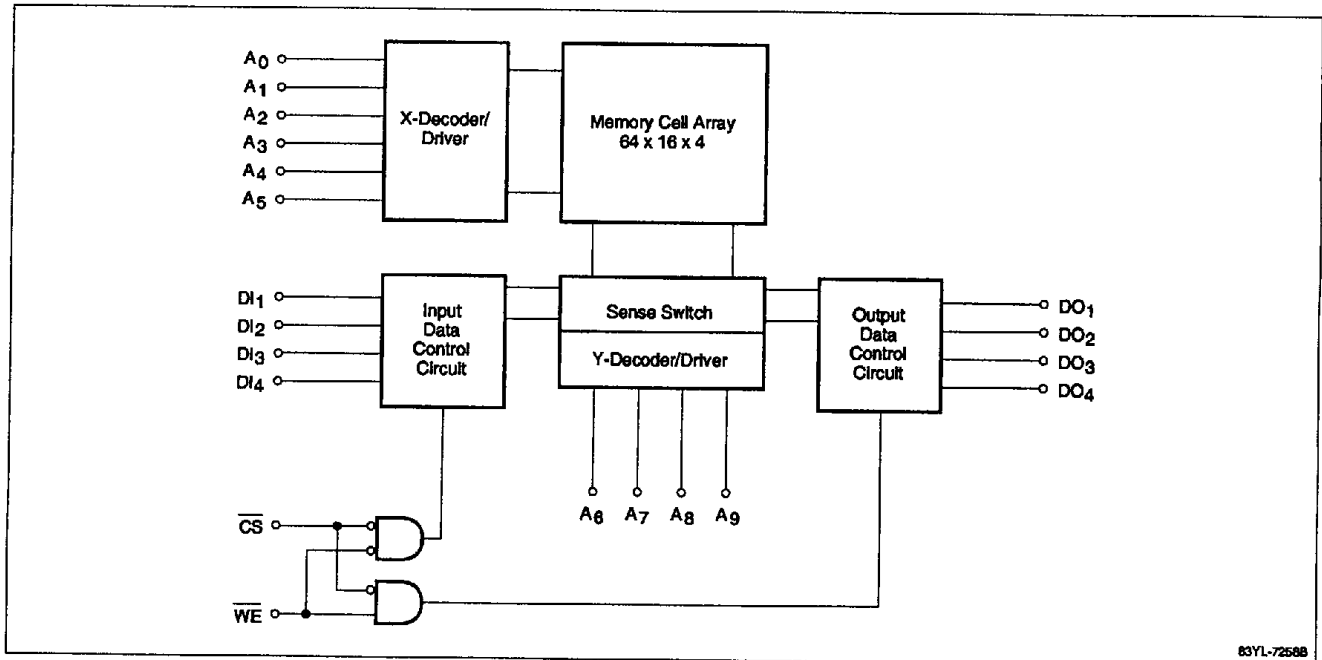 A0
A1
A2
A3
A4
A5
X-Decoder/
Driver
Memory Cell Array
64 x 16 x 4
DI1
DI2
DI3
DI4
Input
Data
Control
Circuit
Sense Switch
Y-Decoder/Driver
Output
Data
Control
Circuit
DO1
DO2
DO3
DO4
A6 A7 A8 A9
C̅S̅
W̅E̅
83YL-7258B